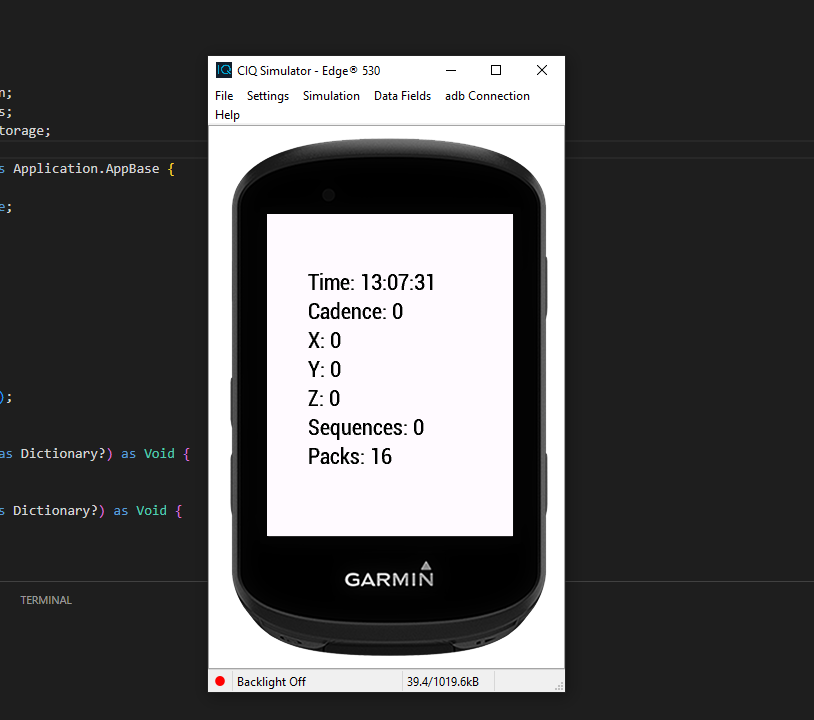 CIQ Simulator - Edge® 530
File Settings Simulation Data Fields adb Connection
Help
n;
s;
torage;
s Application.AppBase {
e;
);
as Dictionary?) as Void {
s Dictionary?) as Void {
TERMINAL
Time: 13:07:31
Cadence: 0
X: 0
Y: 0
Z: 0
Sequences: 0
Packs: 16
GARMIN
Backlight Off 39.4/1019.6kB